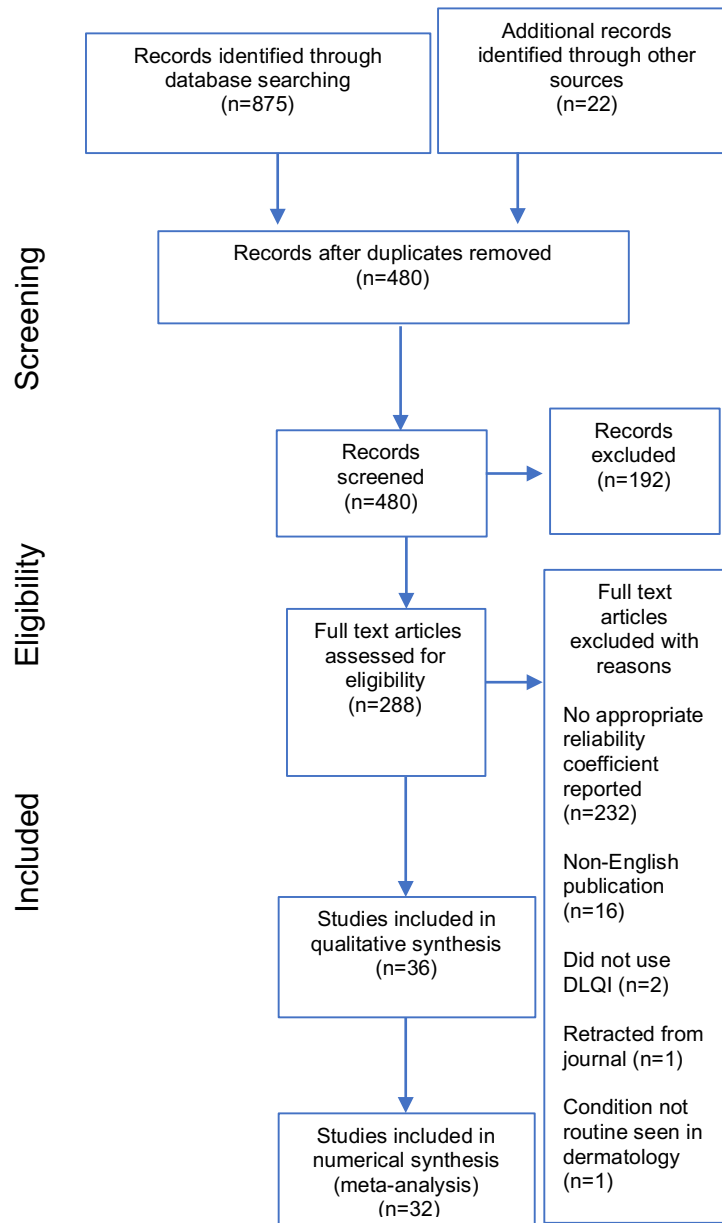 Records identified through
database searching
(n=875)
Additional records
identified through other
sources
(n=22)
Screening
Records after duplicates removed
(n=480)
Records
screened
(n=480)
Records
excluded
(n=192)
Eligibility
Full text articles
assessed for
eligibility
(n=288)
Full text
articles
excluded with
reasons
No appropriate
reliability
coefficient
reported
(n=232)
Non-English
publication
(n=16)
Did not use
DLQI (n=2)
Retracted from
journal (n=1)
Condition not
routine seen in
dermatology
(n=1)
Included
Studies included in
qualitative synthesis
(n=36)
Studies included in
numerical synthesis
(meta-analysis)
(n=32)